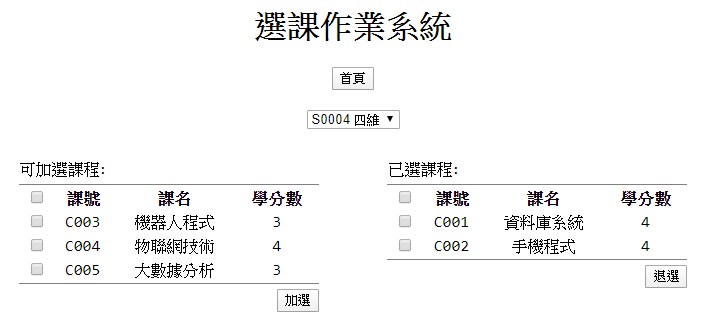 選課作業系統
首頁
S0004 四維
可加選課程:
課號 課名 學分數
C003 機器人程式 3
C004 物聯網技術 4
C005 大數據分析 3
加選
已選課程:
課號 課名 學分數
C001 資料庫系統 4
C002 手機程式 4
退選